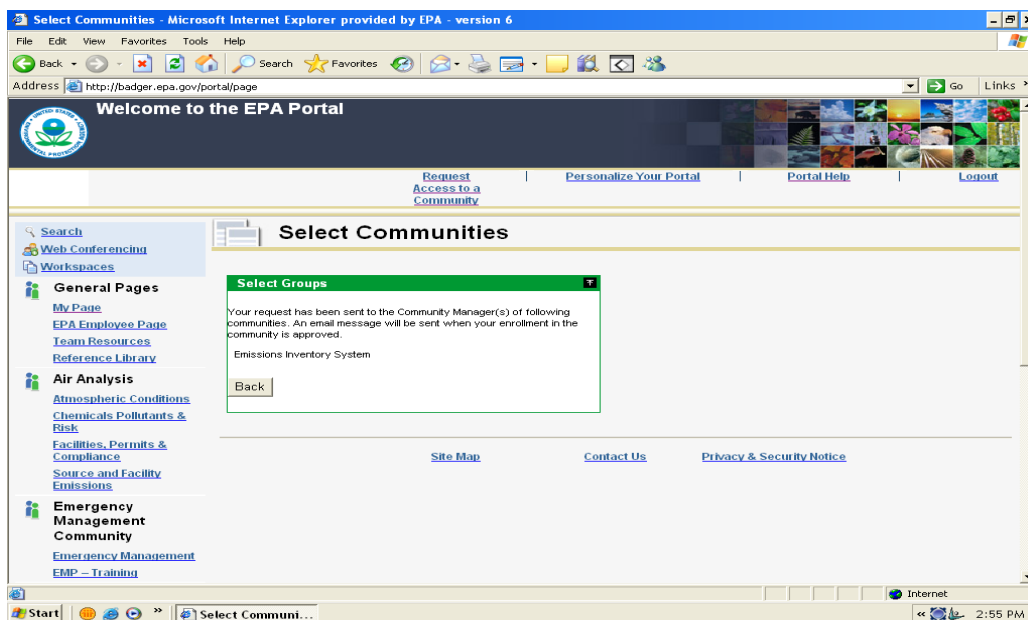 Select Communities - Microsoft Internet Explorer provided by EPA - version 6
File Edit View Favorites Tools Help
Back Search Favorites
Address http://badger.epa.gov/portal/page Go Links
Welcome to the EPA Portal
Request
Access to a
Community
Personalize Your Portal
Portal Help
Logout
Search
Web Conferencing
Workspaces
General Pages
My Page
EPA Employee Page
Team Resources
Reference Library
Air Analysis
Atmospheric Conditions
Chemicals Pollutants &
Risk
Facilities, Permits &
Compliance
Source and Facility
Emissions
Emergency
Management
Community
Emergency Management
EMP – Training
Select Communities
Select Groups
Your request has been sent to the Community Manager(s) of following
communities. An email message will be sent when your enrollment in the
community is approved.
Emissions Inventory System
Back
Site Map
Contact Us
Privacy & Security Notice
Internet
Start
Select Communi...
2:55 PM